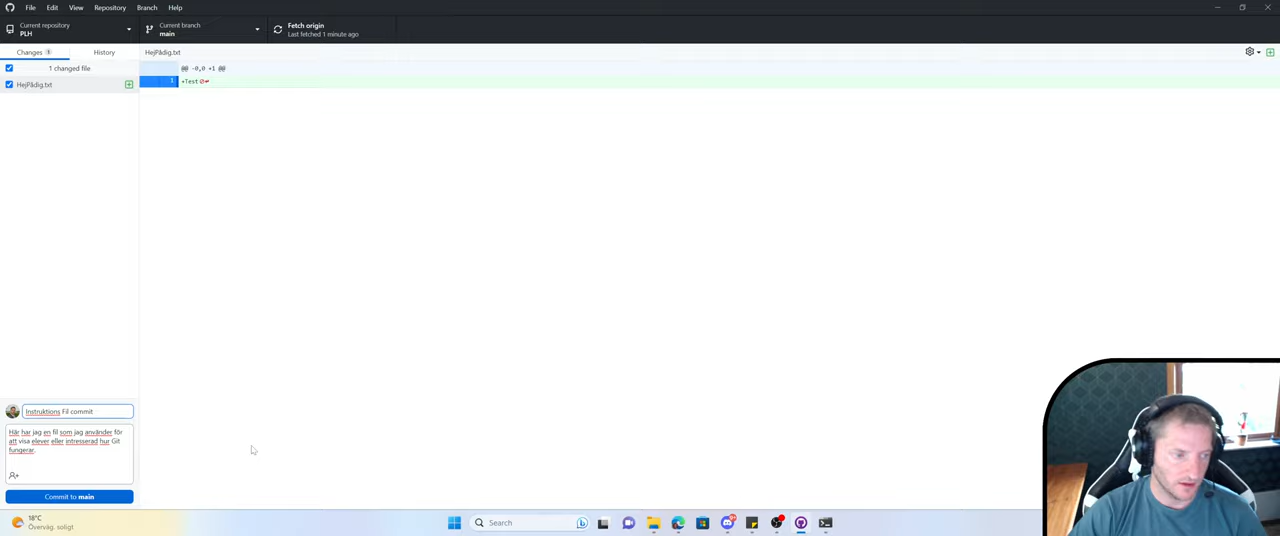 File Edit View Repository Branch Help
Current repository
PLH
Current branch
main
Fetch origin
Last fetched 1 minute ago
Changes 1
History
HejPådig.txt
1 changed file
@@ -0,0 +1 @@
HejPådig.txt
1 +Test
Instruktions Fil commit
Här har jag en fil som jag använder för
att visa elever eller intresserad hur Git
fungerar.
Commit to main
18°C
Överväg. soligt
Search